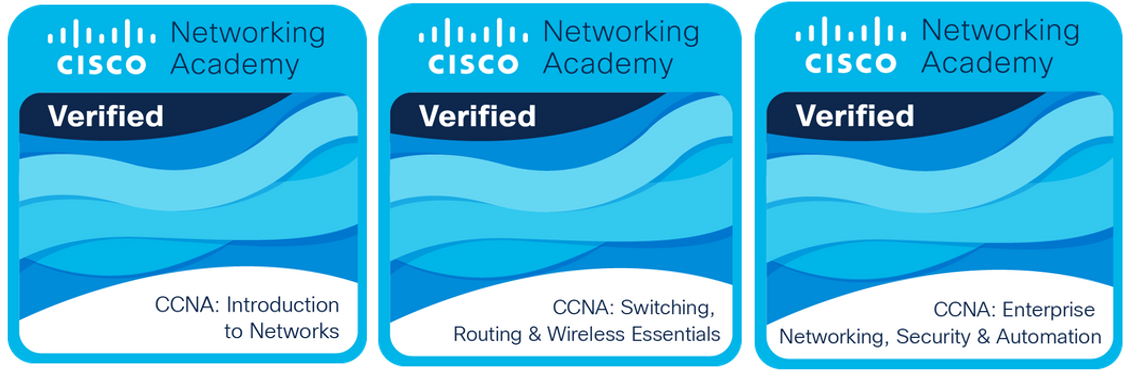 CISCO Networking Academy
Verified
CCNA: Introduction
to Networks
CISCO Networking Academy
Verified
CCNA: Switching,
Routing & Wireless Essentials
CISCO Networking Academy
Verified
CCNA: Enterprise
Networking, Security & Automation